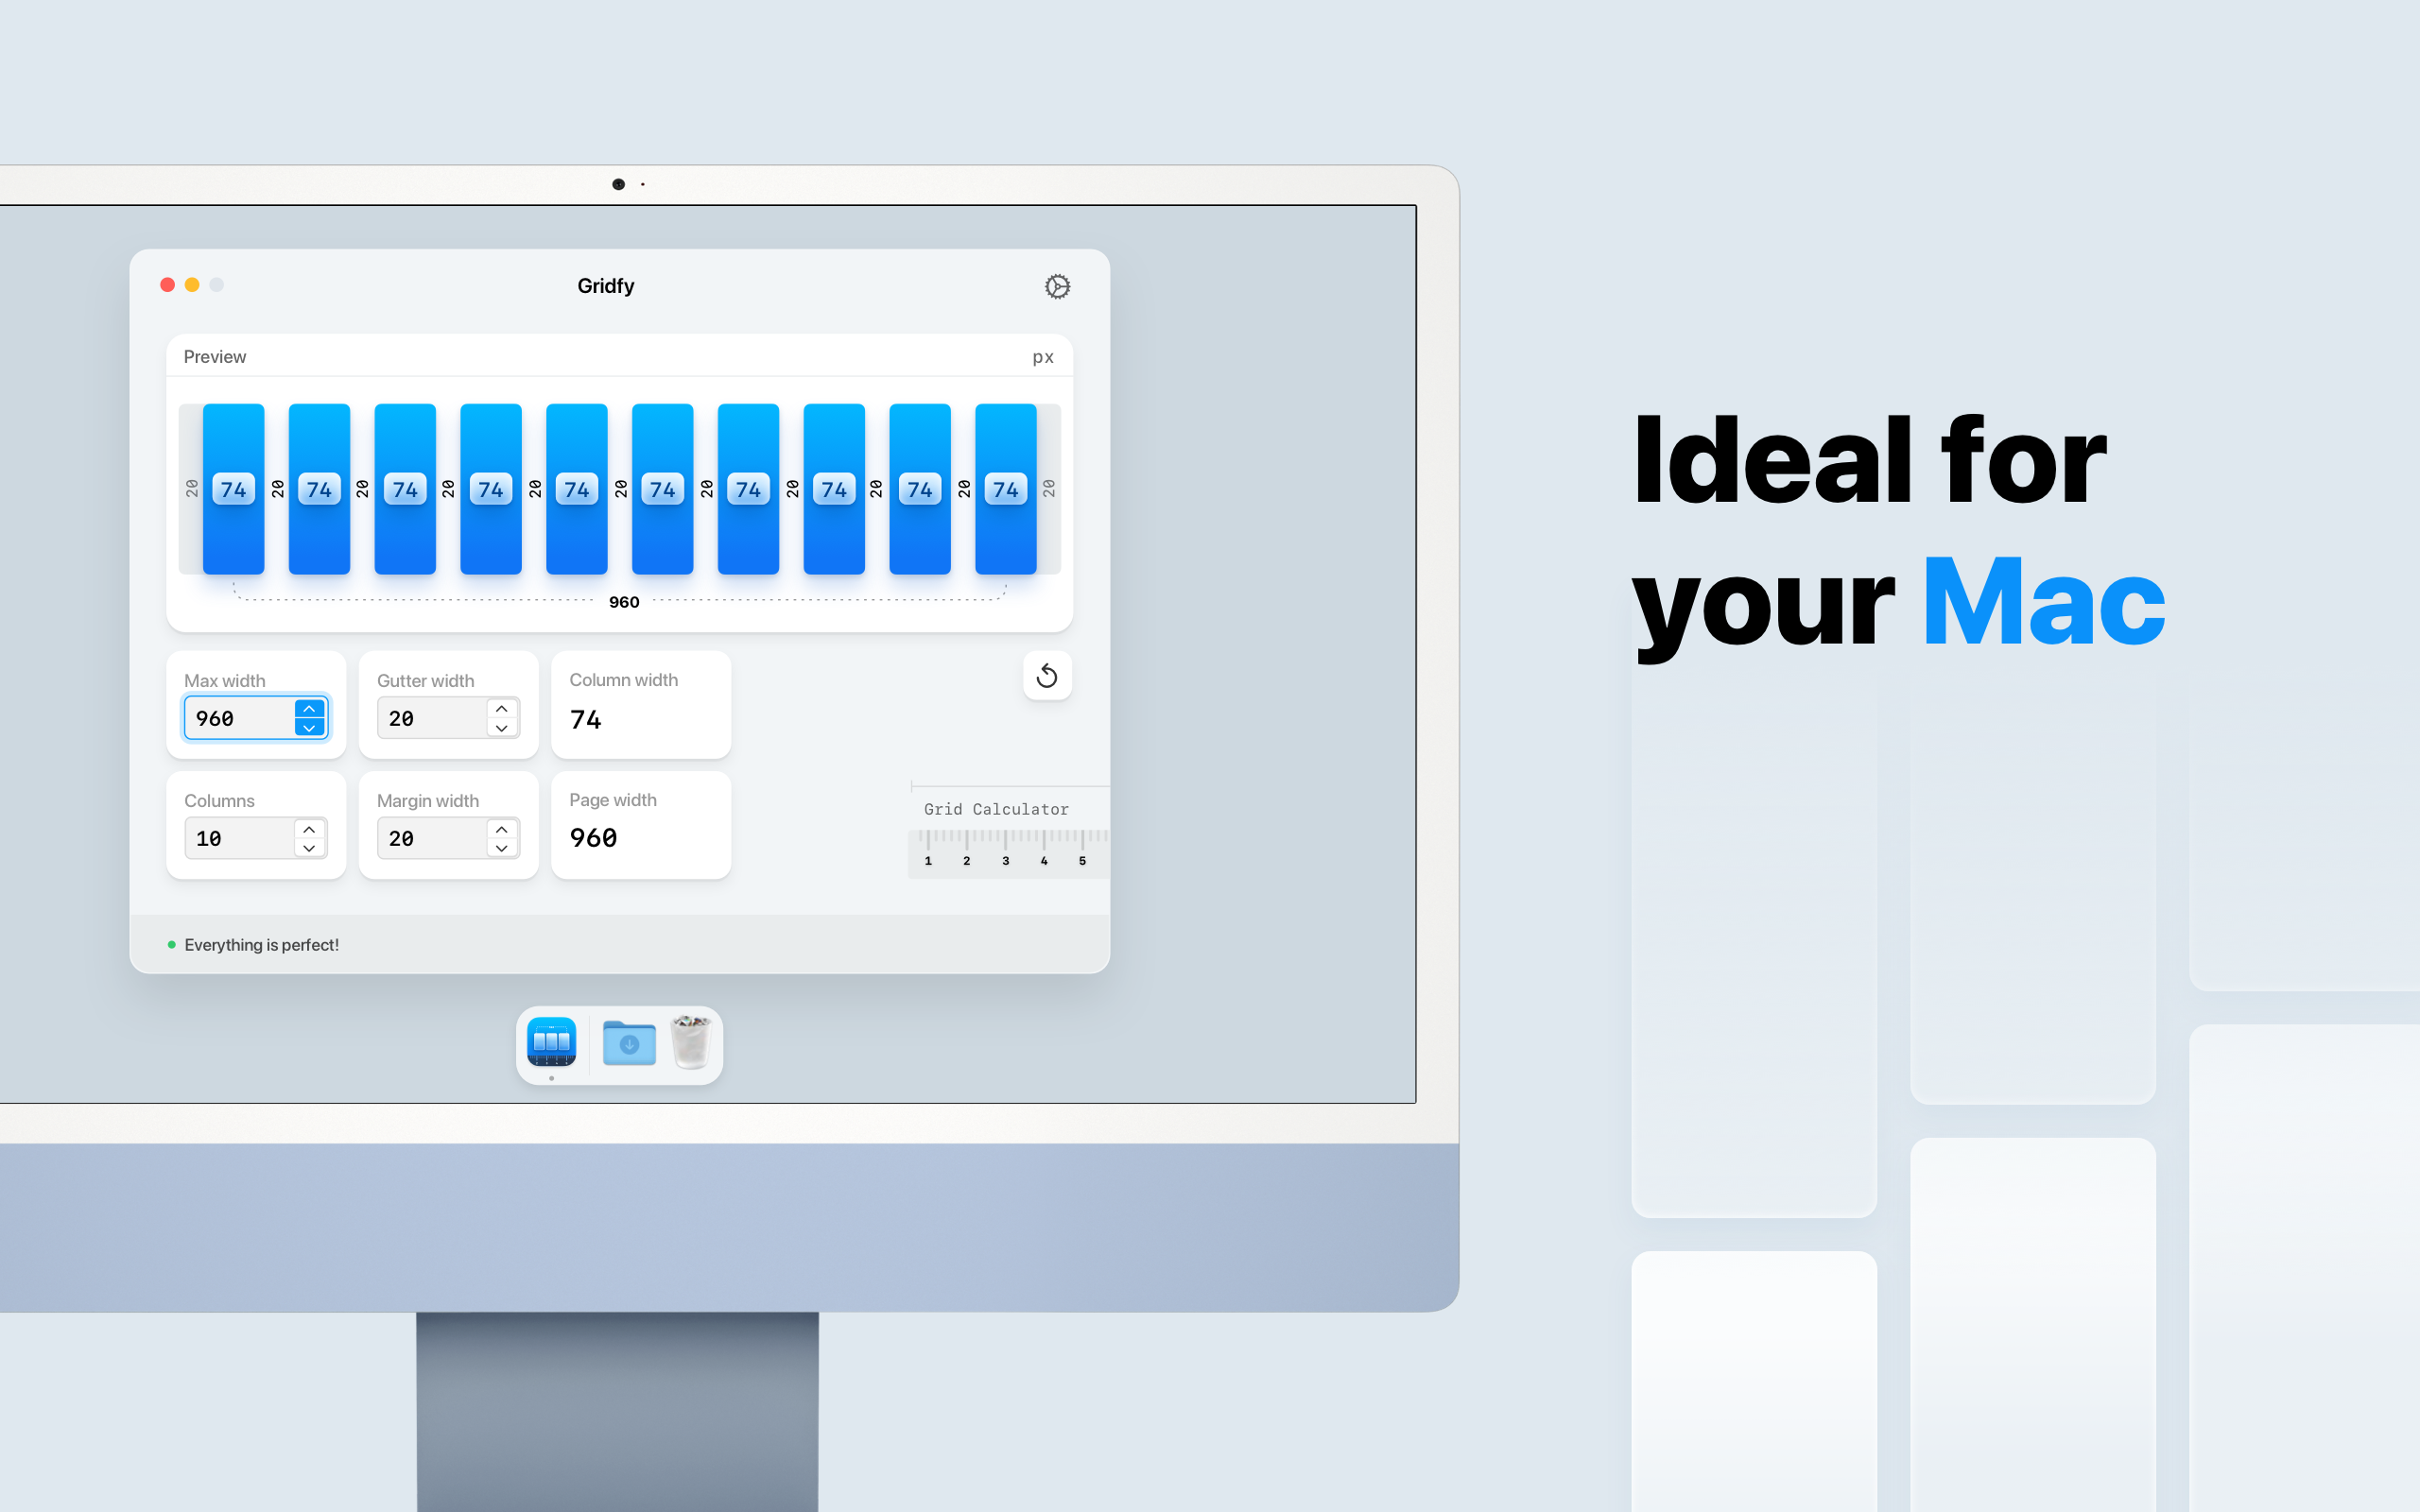 Gridfy
Preview
px
20 74 20 74 20 74 20 74 20 74 20 74 20 74 20 74 20 74 20 74 20
960
Max width
Gutter width
Column width
960
20
74
Columns
Margin width
Page width
10
20
960
Grid Calculator
1 2 3 4 5
Everything is perfect!
Ideal for
your Mac